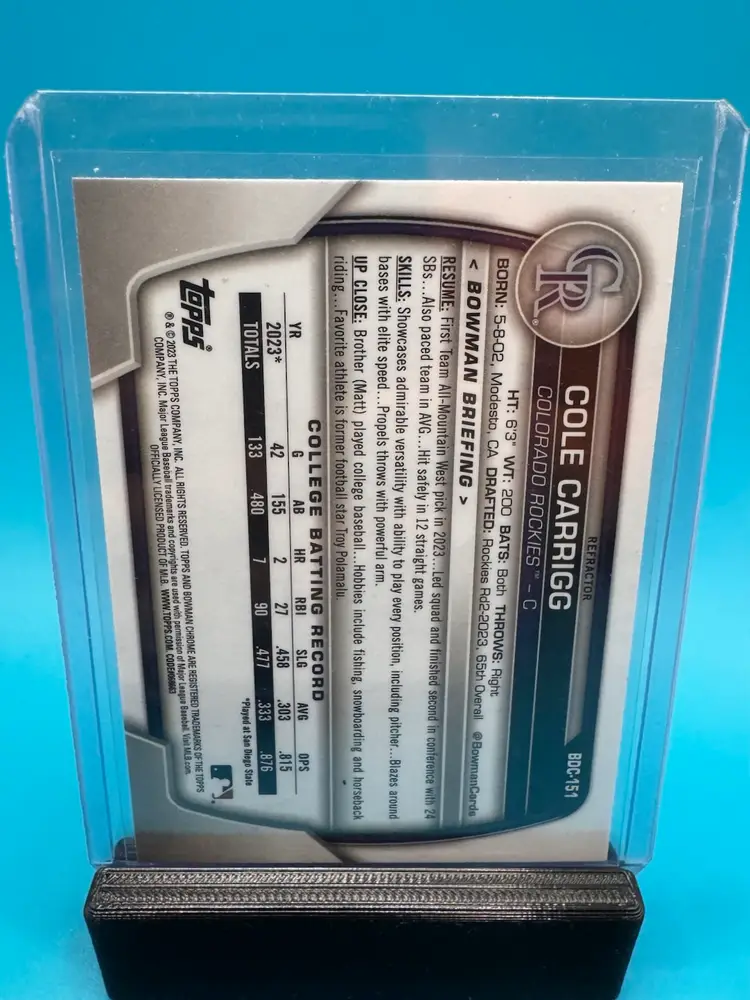 REFRACTOR
BDC-151
CR®
COLE CARRIGG
COLORADO ROCKIES™ – C
HT: 6'3" WT: 200 BATS: Both THROWS: Right
BORN: 5-8-02, Modesto, CA DRAFTED: Rockies Rd2-2023, 65th Overall @BowmanCards
< BOWMAN BRIEFING >
RESUME: First Team All-Mountain West pick in 2023...Led squad and finished second in conference with 24
SBs...Also paced team in AVG...Hit safely in 12 straight games.
SKILLS: Showcases admirable versatility with ability to play every position, including pitcher...Blazes around
bases with elite speed...Propels throws with powerful arm.
UP CLOSE: Brother (Matt) played college baseball...Hobbies include fishing, snowboarding and horseback
riding...Favorite athlete is former football star Troy Polamalu.
COLLEGE BATTING RECORD
YR G AB HR RBI SLG AVG OPS
2023* 42 155 2 27 .458 .303 .815
TOTALS 133 480 7 90 .477 .333 .876
*Played at San Diego State
topps®
® & © 2023 THE TOPPS COMPANY, INC. ALL RIGHTS RESERVED. TOPPS AND BOWMAN CHROME ARE REGISTERED TRADEMARKS OF THE TOPPS
COMPANY, INC. Major League Baseball trademarks and copyrights are used with permission of Major League Baseball. Visit MLB.com.
OFFICIALLY LICENSED PRODUCT OF MLB. WWW.TOPPS.COM.